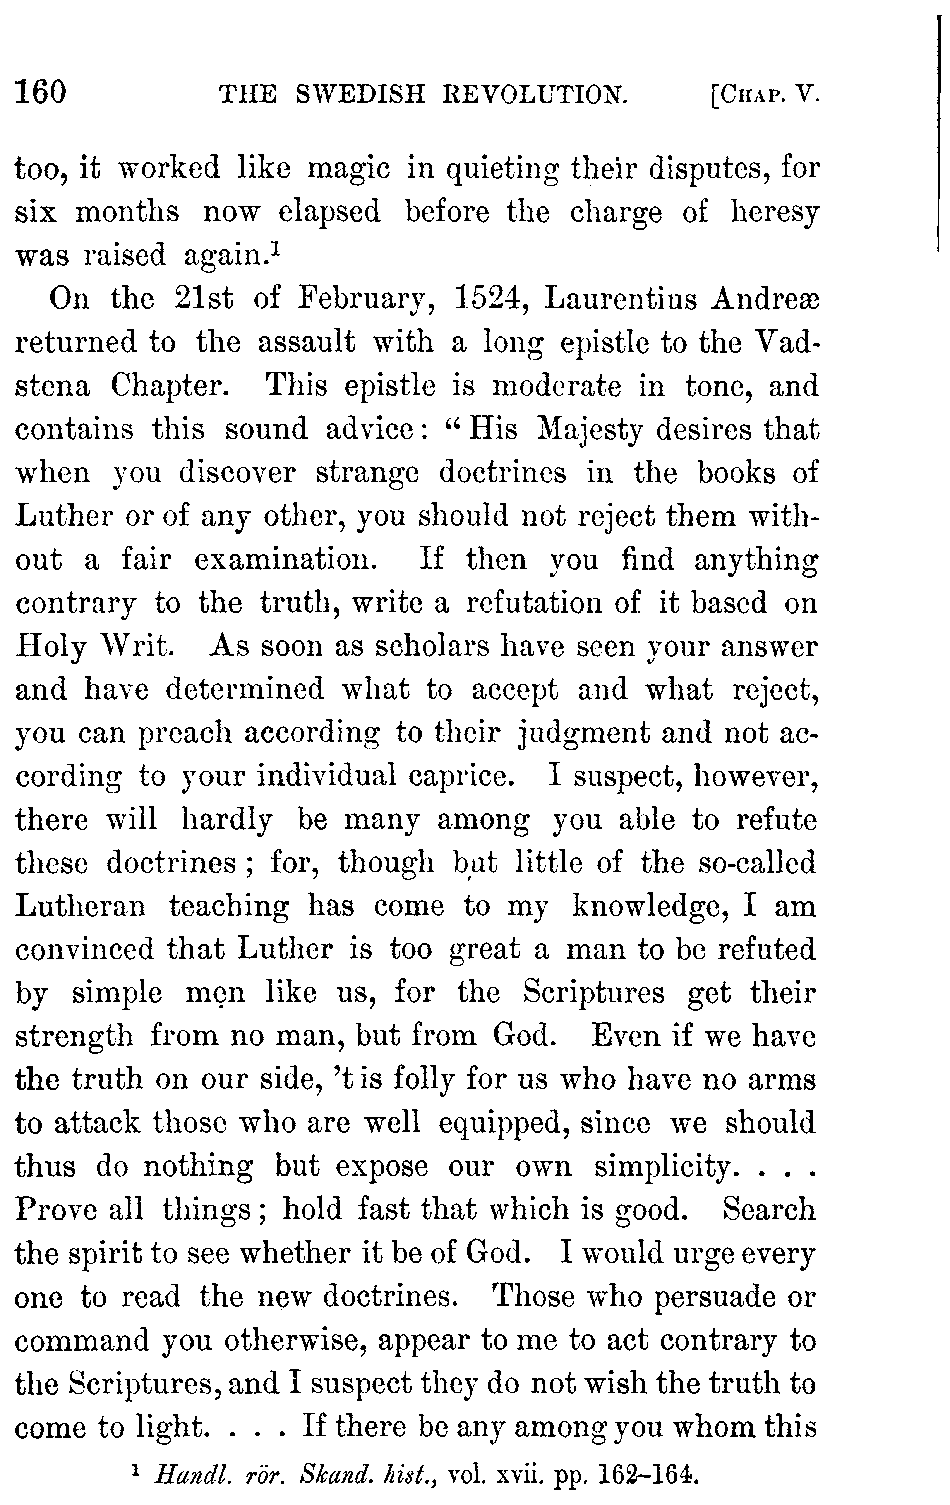 160 THE SWEDISH REVOLUTION. [CHAP. V.
too, it worked like magic in quieting their disputes, for
six months now elapsed before the charge of heresy
was raised again.¹
On the 21st of February, 1524, Laurentius Andreæ
returned to the assault with a long epistle to the Vad-
stena Chapter. This epistle is moderate in tone, and
contains this sound advice: “His Majesty desires that
when you discover strange doctrines in the books of
Luther or of any other, you should not reject them with-
out a fair examination. If then you find anything
contrary to the truth, write a refutation of it based on
Holy Writ. As soon as scholars have seen your answer
and have determined what to accept and what reject,
you can preach according to their judgment and not ac-
cording to your individual caprice. I suspect, however,
there will hardly be many among you able to refute
these doctrines; for, though but little of the so-called
Lutheran teaching has come to my knowledge, I am
convinced that Luther is too great a man to be refuted
by simple men like us, for the Scriptures get their
strength from no man, but from God. Even if we have
the truth on our side, 't is folly for us who have no arms
to attack those who are well equipped, since we should
thus do nothing but expose our own simplicity. . . .
Prove all things; hold fast that which is good. Search
the spirit to see whether it be of God. I would urge every
one to read the new doctrines. Those who persuade or
command you otherwise, appear to me to act contrary to
the Scriptures, and I suspect they do not wish the truth to
come to light. . . . If there be any among you whom this
¹ Handl. rör. Skand. hist., vol. xvii. pp. 162–164.